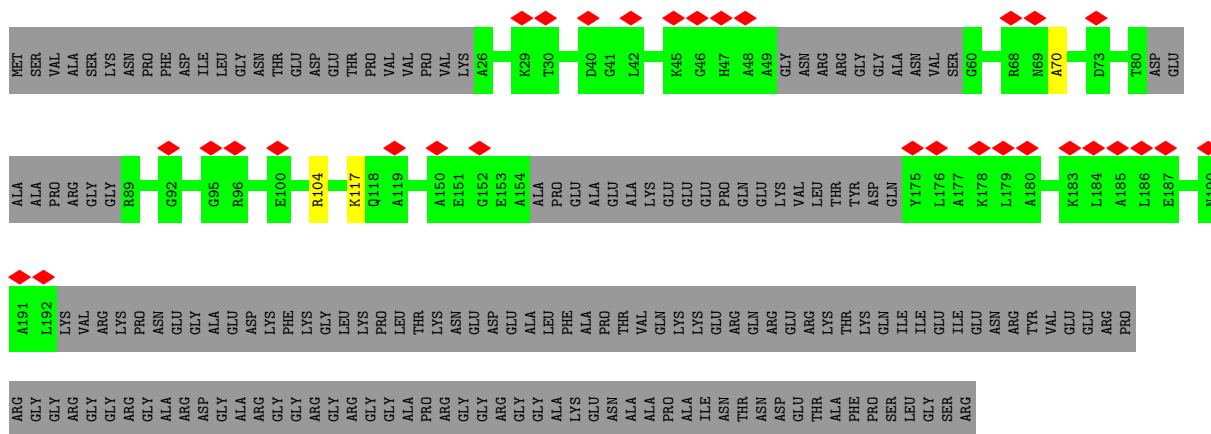 MET SER VAL ALA SER LYS ASN PRO PHE ASP ILE LEU GLY ASN THR GLU ASP GLU THR PRO VAL VAL PRO VAL LYS A26 K29 T30 D40 G41 L42 K45 G46 H47 A48 A49 GLY ASN ARG ARG GLY GLY ALA ASN VAL SER G60 R68 N69 A70 D73 T80 ASP GLU
ALA ALA PRO ARG GLY GLY R89 G92 G95 R96 E100 R104 K117 Q118 A119 A150 E151 G152 E153 A154 ALA PRO GLU ALA GLU ALA LYS GLU GLU GLU PRO GLN GLU LYS VAL LEU THR TYR ASP GLN Y175 L176 A177 K178 L179 A180 K183 L184 A185 L186 E187 N190
A191 L192 LYS VAL ARG LYS PRO ASN GLU GLY ALA GLU ASP LYS PHE LYS GLY LEU LYS PRO LEU THR LYS ASN GLU ASP GLU ALA LEU PHE ALA PRO THR VAL GLN LYS LYS GLU ARG GLN ARG GLU ARG LYS THR LYS GLN ILE ILE GLU ILE GLU ASN ARG TYR VAL GLU GLU ARG PRO
ARG GLY GLY ARG GLY GLY ARG GLY ALA ARG ASP GLY ALA ARG GLY GLY ARG GLY ARG GLY GLY ALA PRO ARG GLY GLY ARG GLY GLY ALA LYS GLU ASN ALA ALA PRO ALA ILE ASN THR ASN ASP GLU THR ALA PHE PRO SER LEU GLY SER ARG